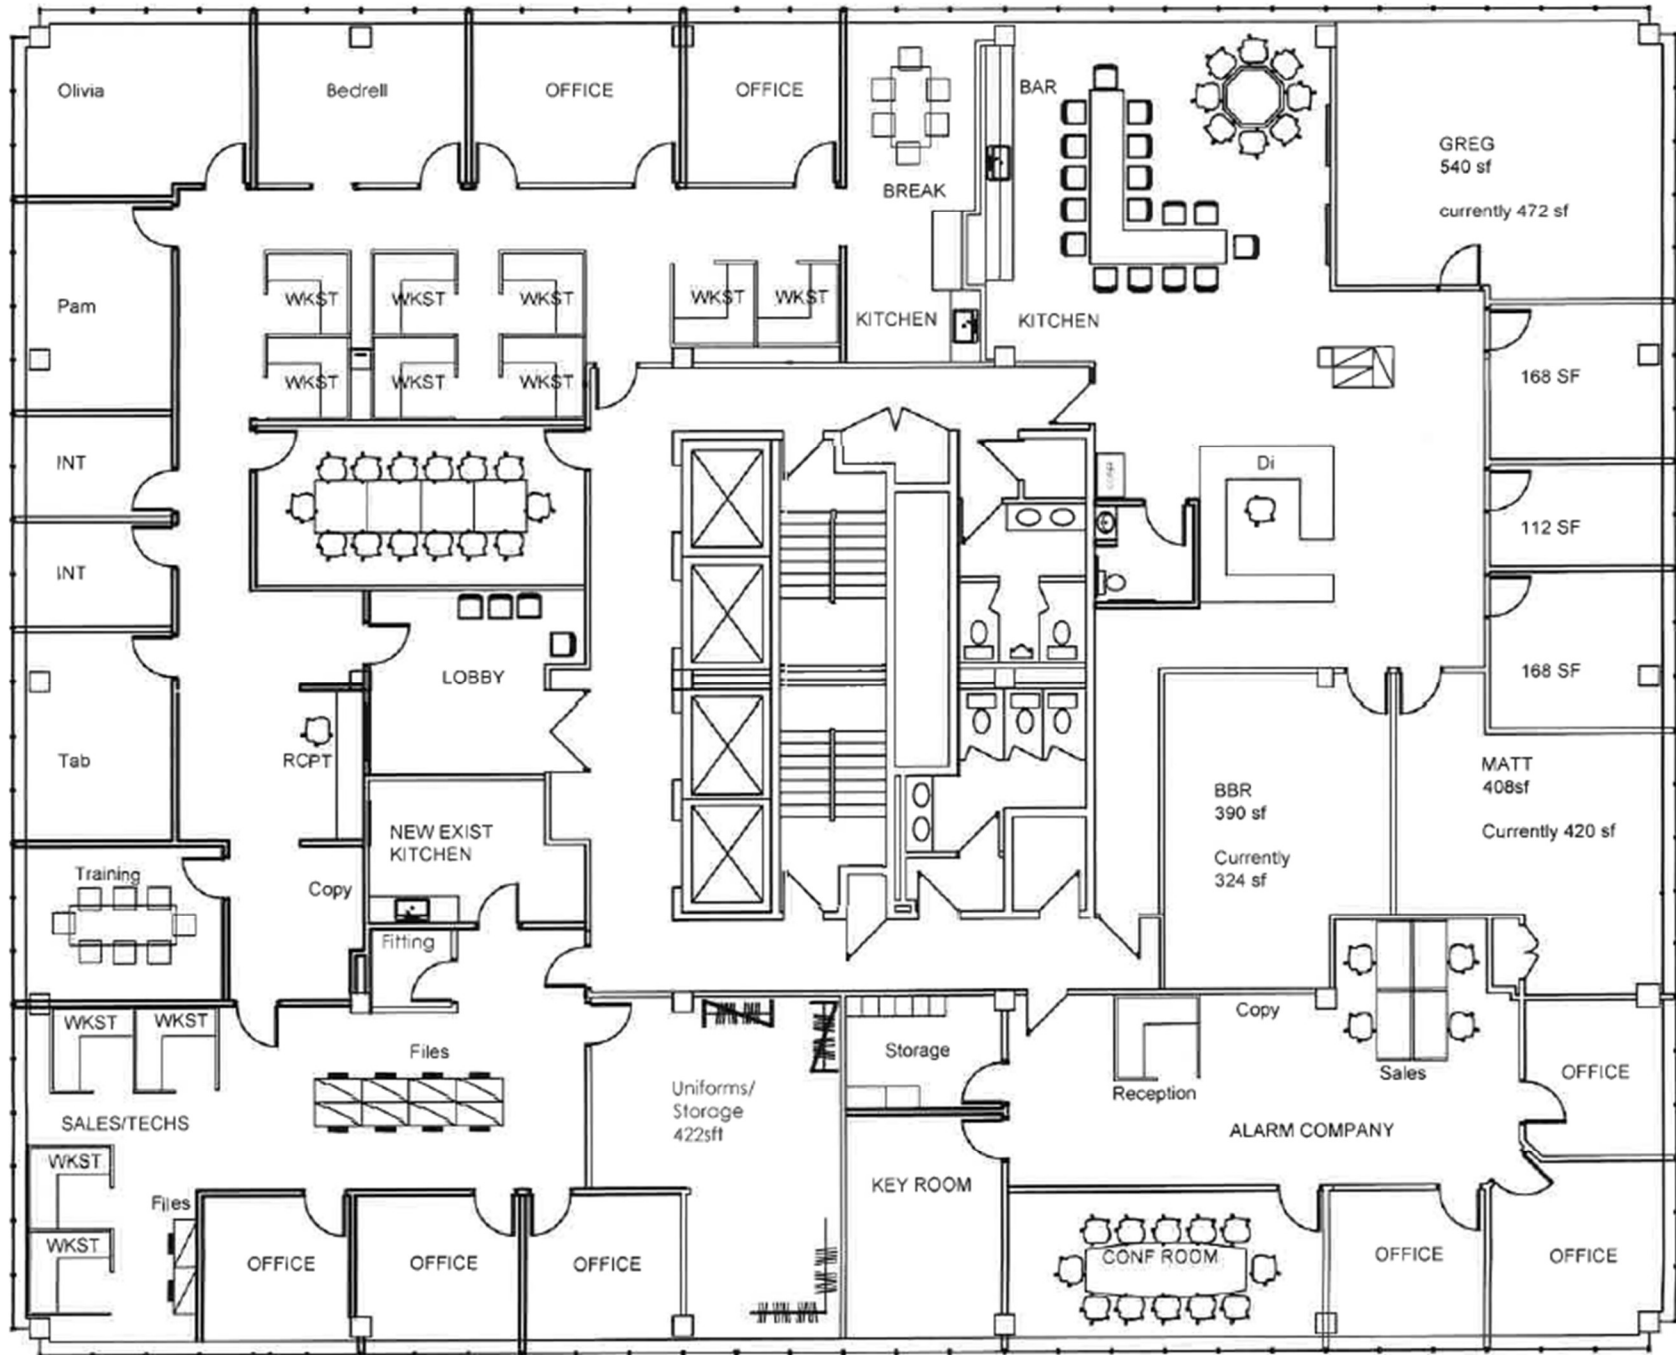 Olivia
Bedrell
OFFICE
OFFICE
BREAK
BAR
GREG
540 sf
currently 472 sf
Pam
WKST
WKST
WKST
WKST
WKST
KITCHEN
KITCHEN
WKST
WKST
WKST
168 SF
INT
Di
112 SF
INT
LOBBY
168 SF
Tab
RCPT
MATT
408sf
Currently 420 sf
BBR
390 sf
Currently
324 sf
NEW EXIST
KITCHEN
Training
Copy
Fitting
WKST
WKST
Files
Storage
Copy
Reception
Sales
OFFICE
SALES/TECHS
Uniforms/
Storage
422sft
ALARM COMPANY
WKST
Files
KEY ROOM
WKST
OFFICE
OFFICE
OFFICE
CONF ROOM
OFFICE
OFFICE